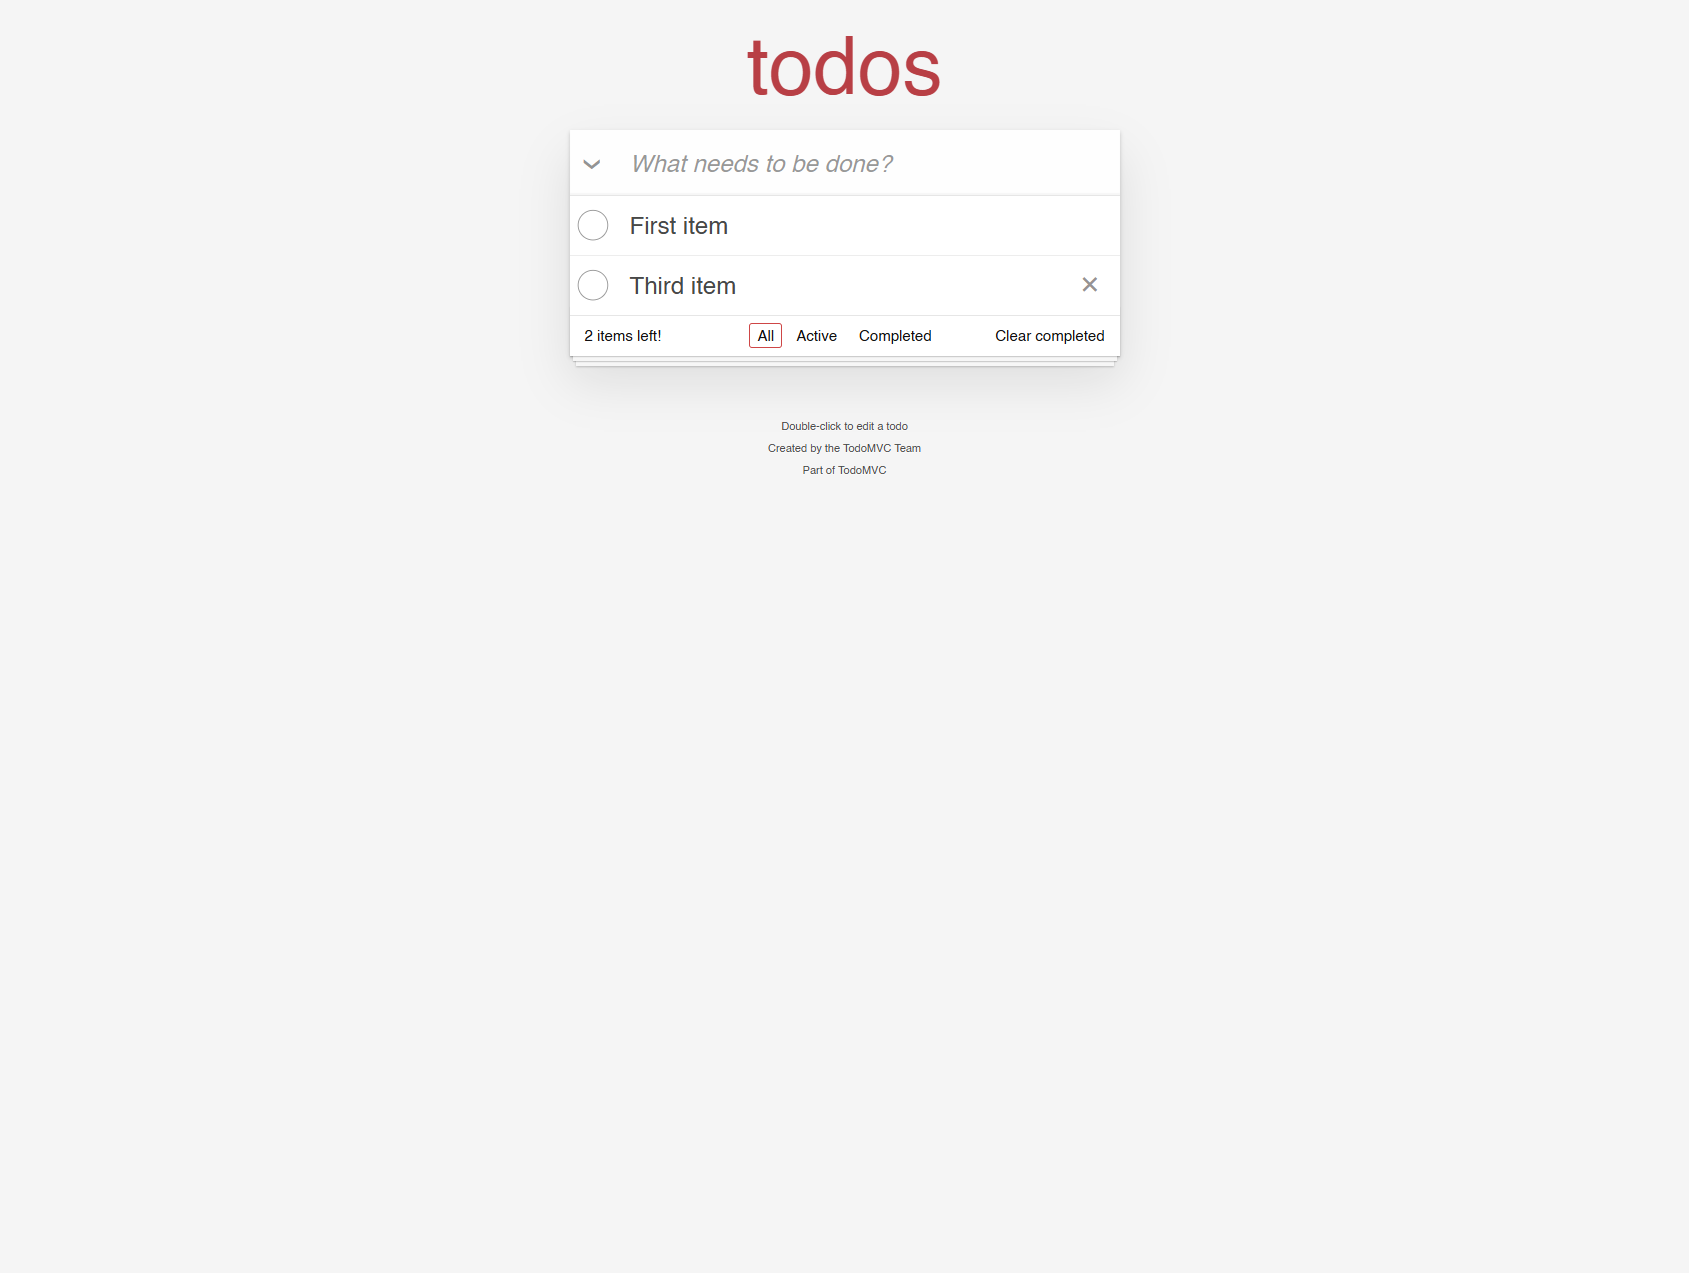 todos
What needs to be done?
First item
Third item
2 items left!
All Active Completed
Clear completed
Double-click to edit a todo
Created by the TodoMVC Team
Part of TodoMVC